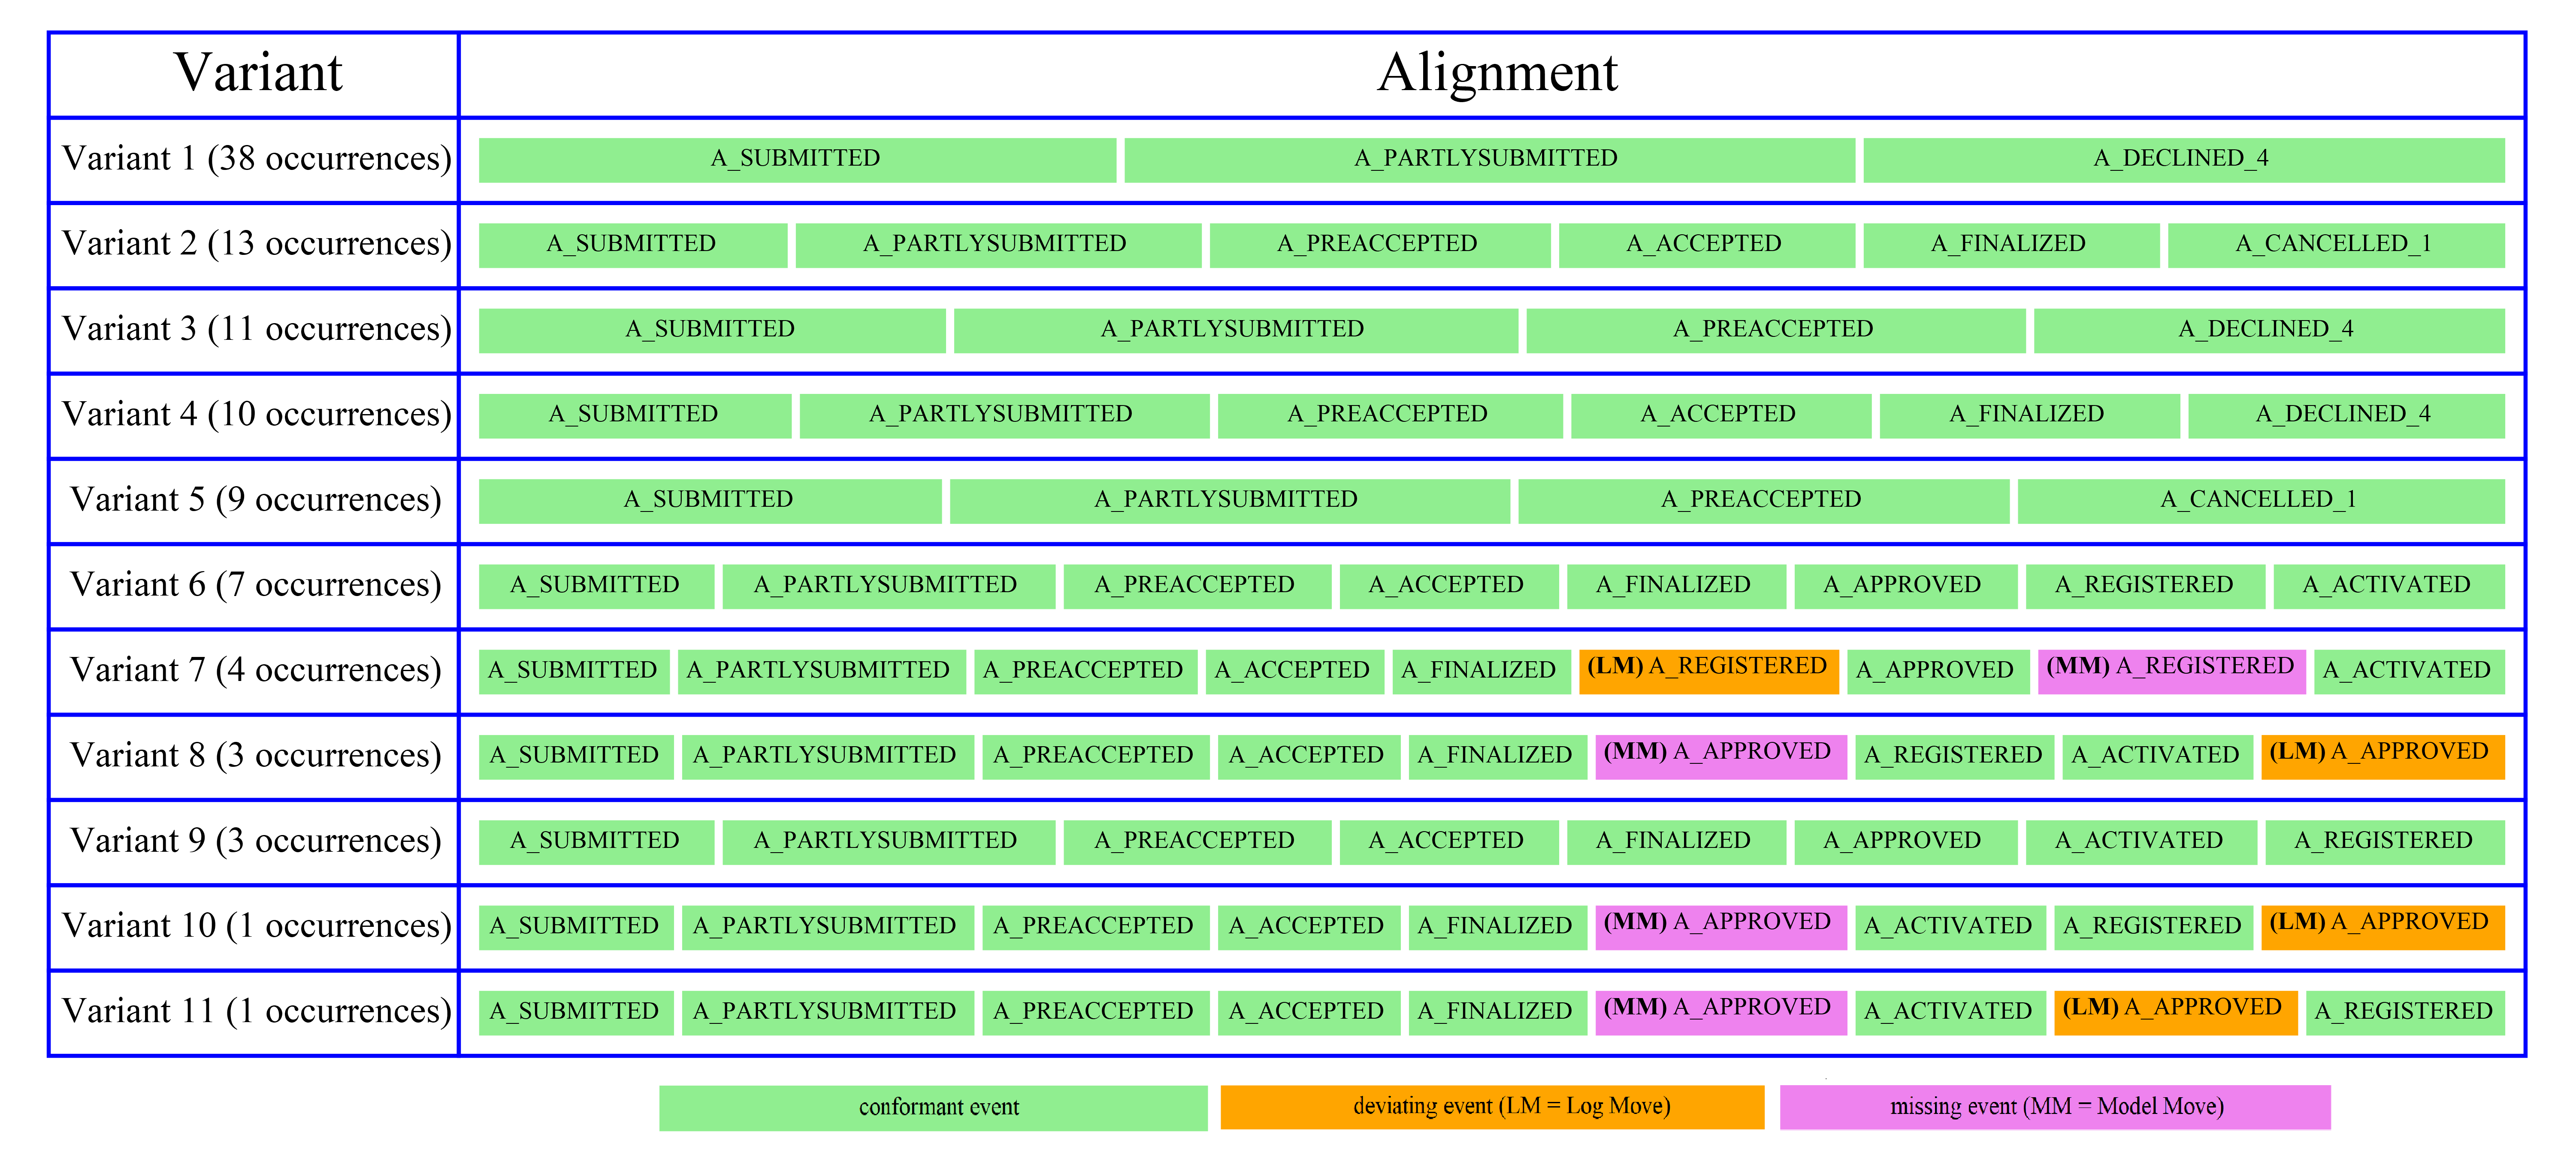 Variant Alignment
Variant 1 (38 occurrences) A_SUBMITTED A_PARTLYSUBMITTED A_DECLINED_4
Variant 2 (13 occurrences) A_SUBMITTED A_PARTLYSUBMITTED A_PREACCEPTED A_ACCEPTED A_FINALIZED A_CANCELLED_1
Variant 3 (11 occurrences) A_SUBMITTED A_PARTLYSUBMITTED A_PREACCEPTED A_DECLINED_4
Variant 4 (10 occurrences) A_SUBMITTED A_PARTLYSUBMITTED A_PREACCEPTED A_ACCEPTED A_FINALIZED A_DECLINED_4
Variant 5 (9 occurrences) A_SUBMITTED A_PARTLYSUBMITTED A_PREACCEPTED A_CANCELLED_1
Variant 6 (7 occurrences) A_SUBMITTED A_PARTLYSUBMITTED A_PREACCEPTED A_ACCEPTED A_FINALIZED A_APPROVED A_REGISTERED A_ACTIVATED
Variant 7 (4 occurrences) A_SUBMITTED A_PARTLYSUBMITTED A_PREACCEPTED A_ACCEPTED A_FINALIZED (LM) A_REGISTERED A_APPROVED (MM) A_REGISTERED A_ACTIVATED
Variant 8 (3 occurrences) A_SUBMITTED A_PARTLYSUBMITTED A_PREACCEPTED A_ACCEPTED A_FINALIZED (MM) A_APPROVED A_REGISTERED A_ACTIVATED (LM) A_APPROVED
Variant 9 (3 occurrences) A_SUBMITTED A_PARTLYSUBMITTED A_PREACCEPTED A_ACCEPTED A_FINALIZED A_APPROVED A_ACTIVATED A_REGISTERED
Variant 10 (1 occurrences) A_SUBMITTED A_PARTLYSUBMITTED A_PREACCEPTED A_ACCEPTED A_FINALIZED (MM) A_APPROVED A_ACTIVATED A_REGISTERED (LM) A_APPROVED
Variant 11 (1 occurrences) A_SUBMITTED A_PARTLYSUBMITTED A_PREACCEPTED A_ACCEPTED A_FINALIZED (MM) A_APPROVED A_ACTIVATED (LM) A_APPROVED A_REGISTERED
conformant event deviating event (LM = Log Move) missing event (MM = Model Move)